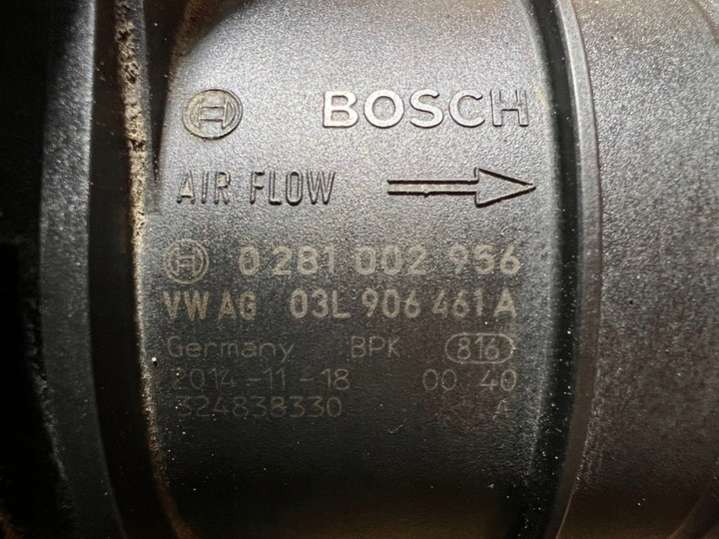 BOSCH
AIR FLOW
0 281 002 956
VW AG 03L 906 461 A
Germany BPK 816
2014-11-18 00:40
324838330